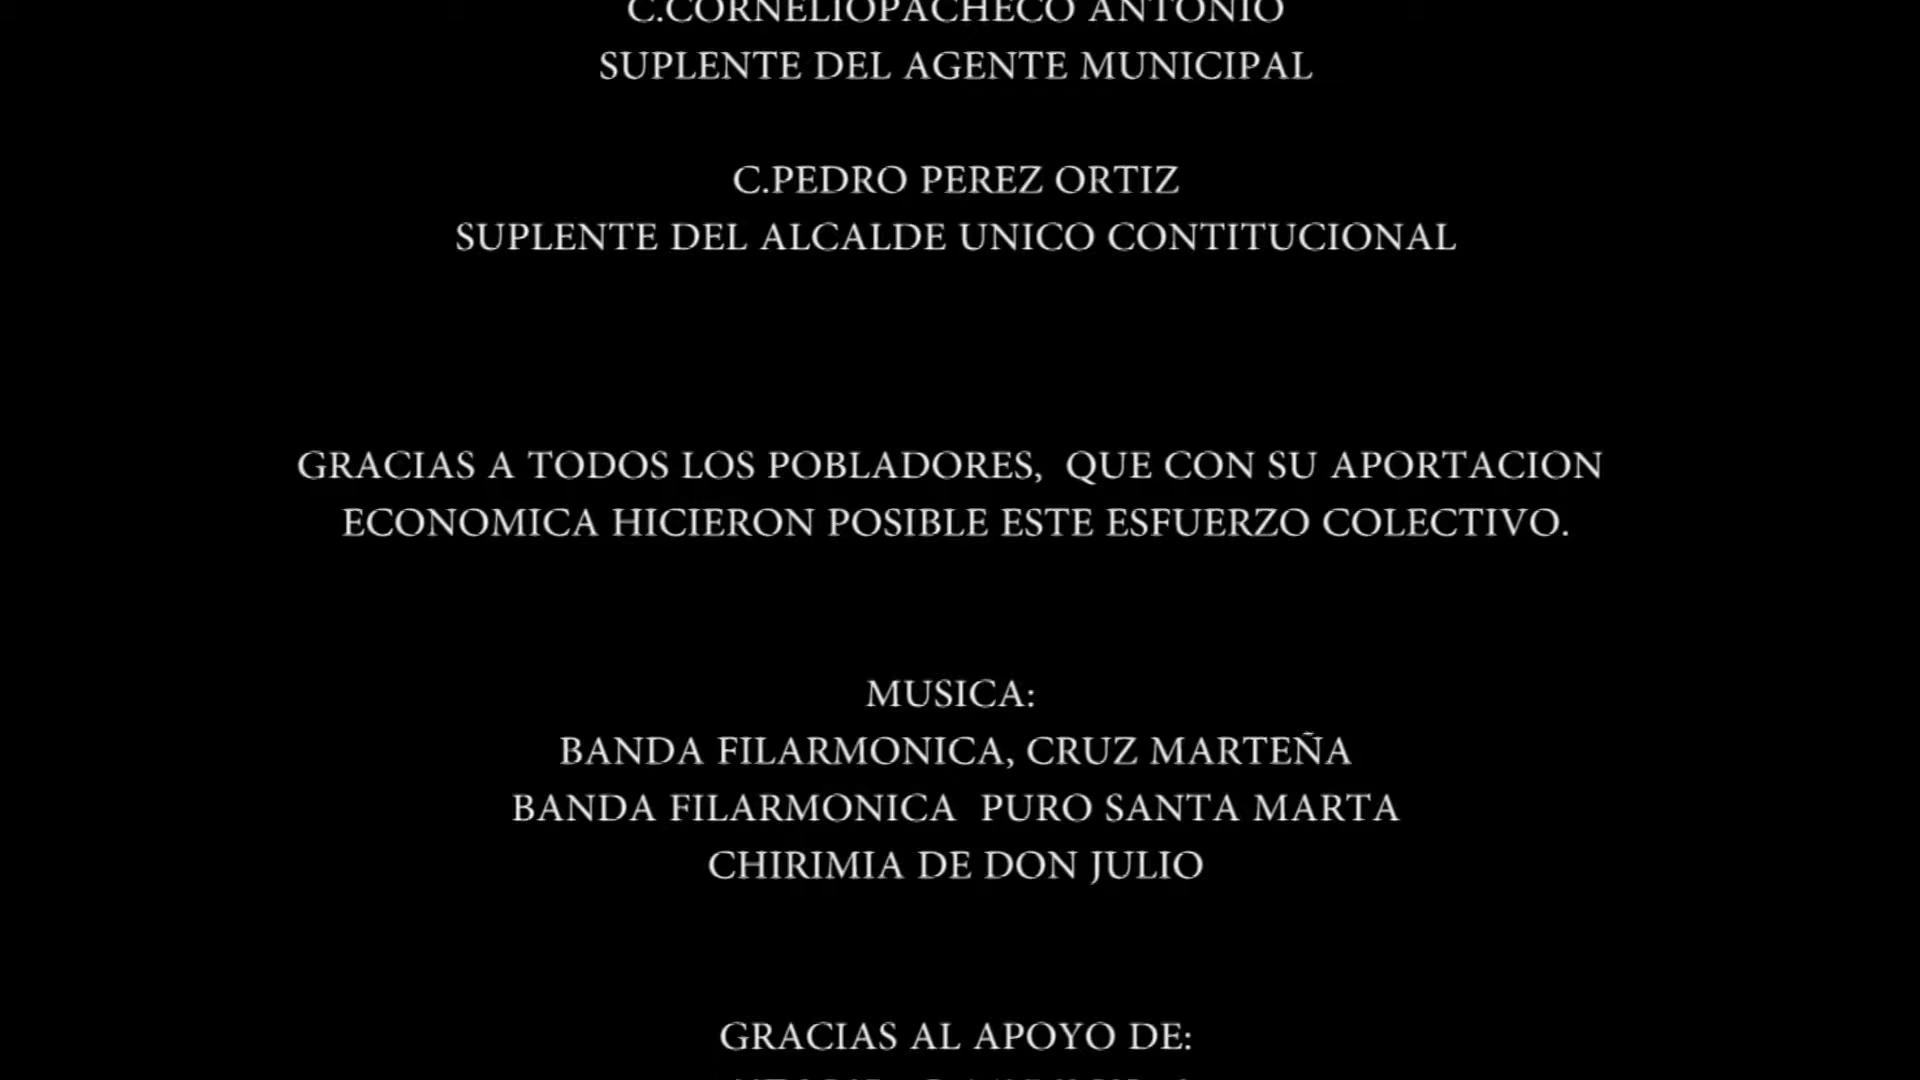 C.CORNELIOPACHECO ANTONIO
SUPLENTE DEL AGENTE MUNICIPAL
C.PEDRO PEREZ ORTIZ
SUPLENTE DEL ALCALDE UNICO CONTITUCIONAL
GRACIAS A TODOS LOS POBLADORES,  QUE CON SU APORTACION
ECONOMICA HICIERON POSIBLE ESTE ESFUERZO COLECTIVO.
MUSICA:
BANDA FILARMONICA, CRUZ MARTEÑA
BANDA FILARMONICA  PURO SANTA MARTA
CHIRIMIA DE DON JULIO
GRACIAS AL APOYO DE: